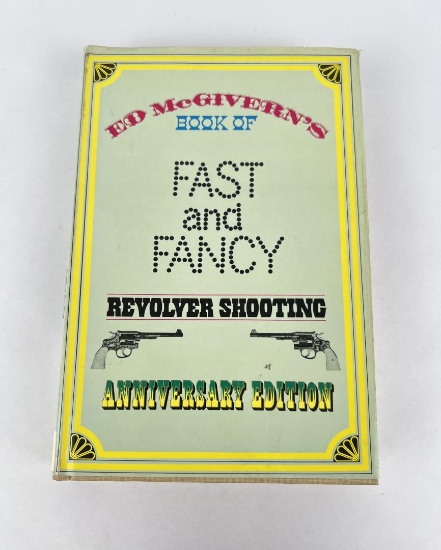 ED McGIVERN'S
BOOK OF
FAST
and
FANCY
REVOLVER SHOOTING
ANNIVERSARY EDITION